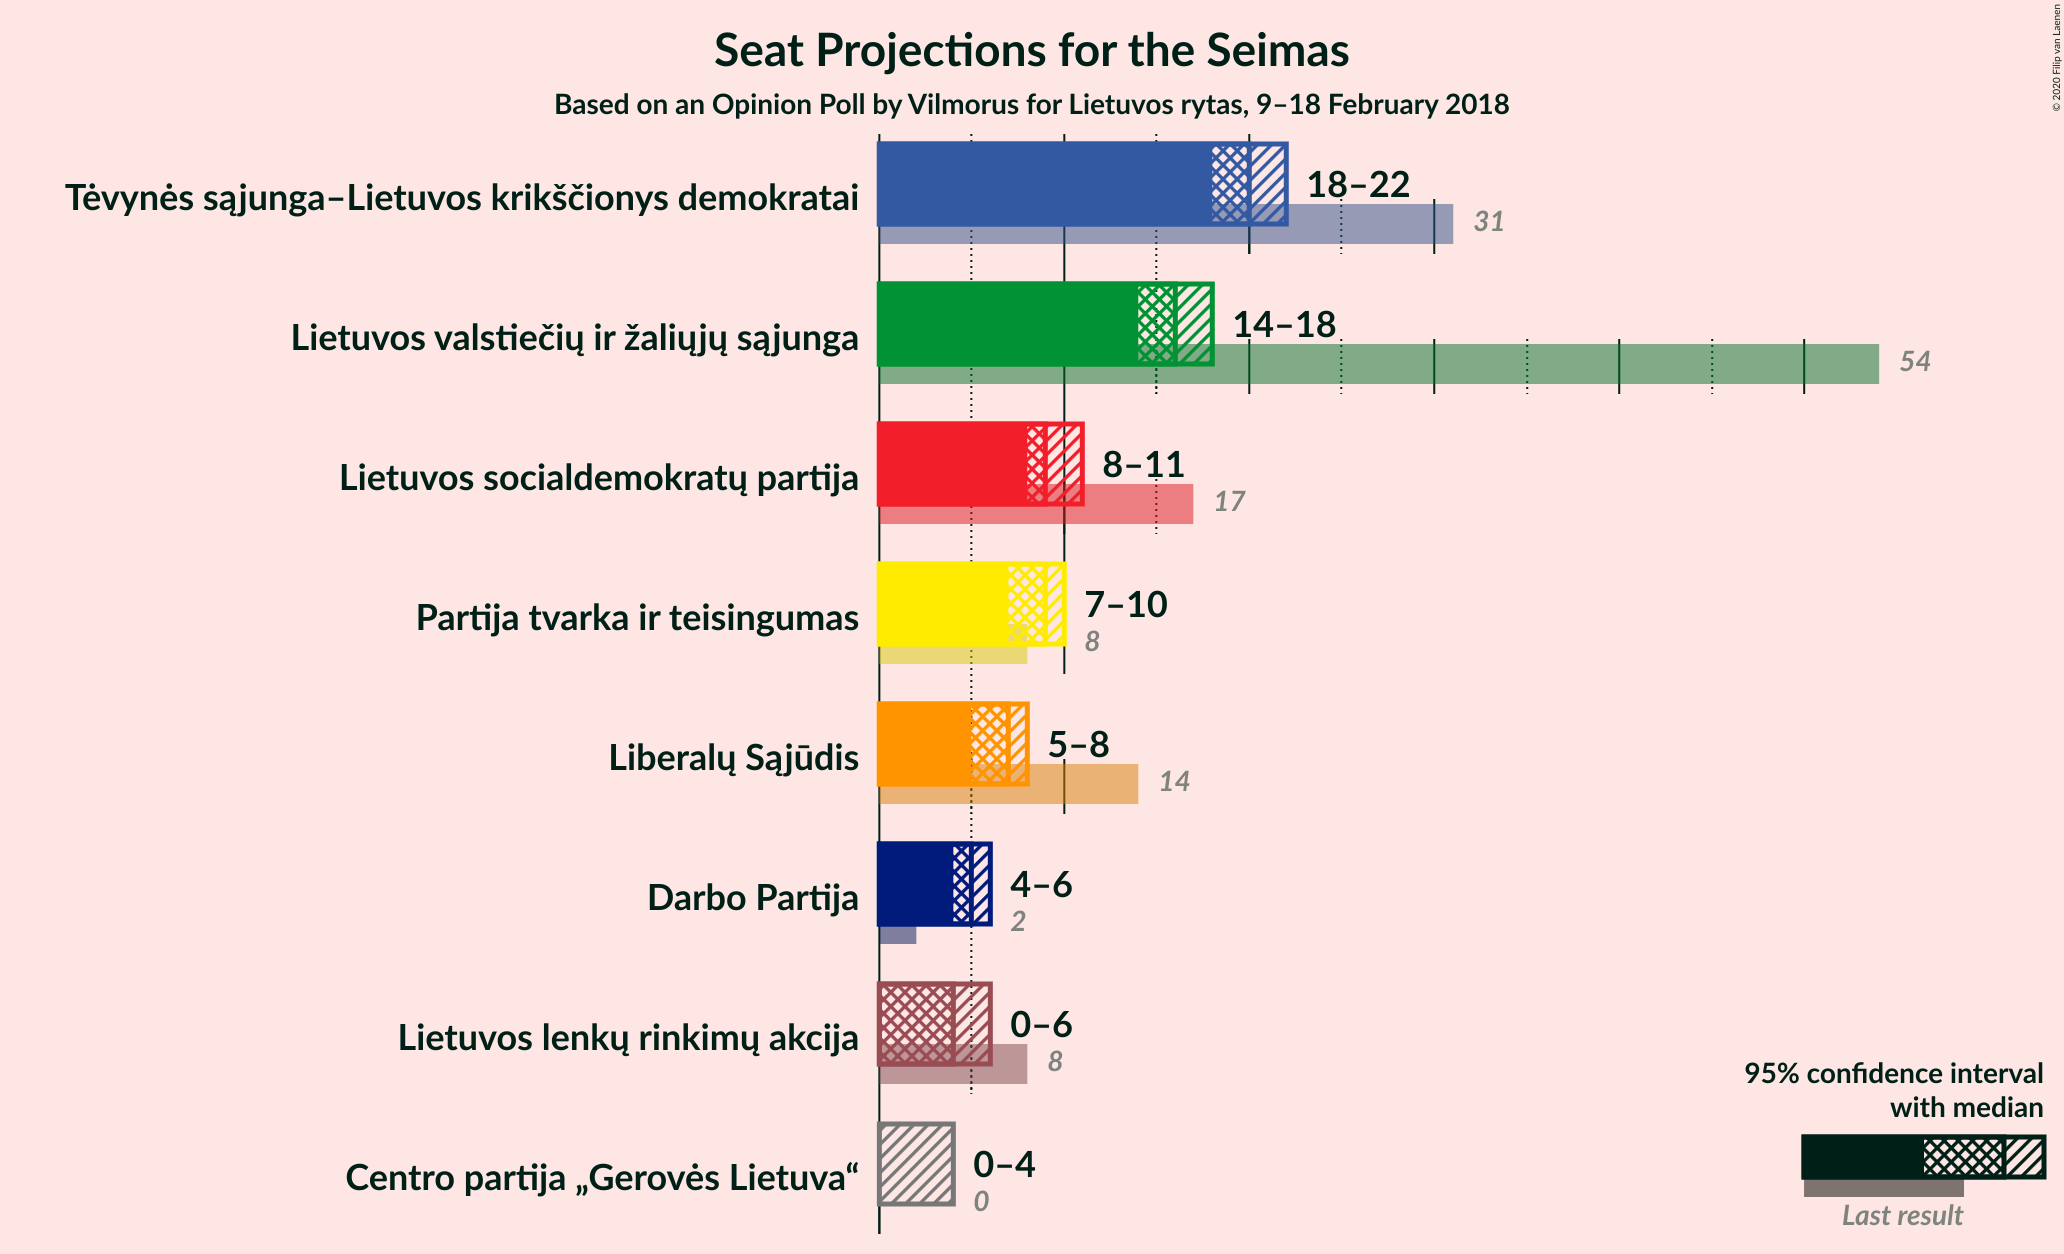 Seat Projections for the Seimas
Based on an Opinion Poll by Vilmorus for Lietuvos rytas, 9–18 February 2018
© 2020 Filip van Laenen
Tėvynės sąjunga–Lietuvos krikščionys demokratai
18–22
31
Lietuvos valstiečių ir žaliųjų sąjunga
14–18
54
Lietuvos socialdemokratų partija
8–11
17
Partija tvarka ir teisingumas
7–10
8
Liberalų Sąjūdis
5–8
14
Darbo Partija
4–6
2
Lietuvos lenkų rinkimų akcija
0–6
8
Centro partija „Gerovės Lietuva“
0–4
0
95% confidence interval
with median
Last result